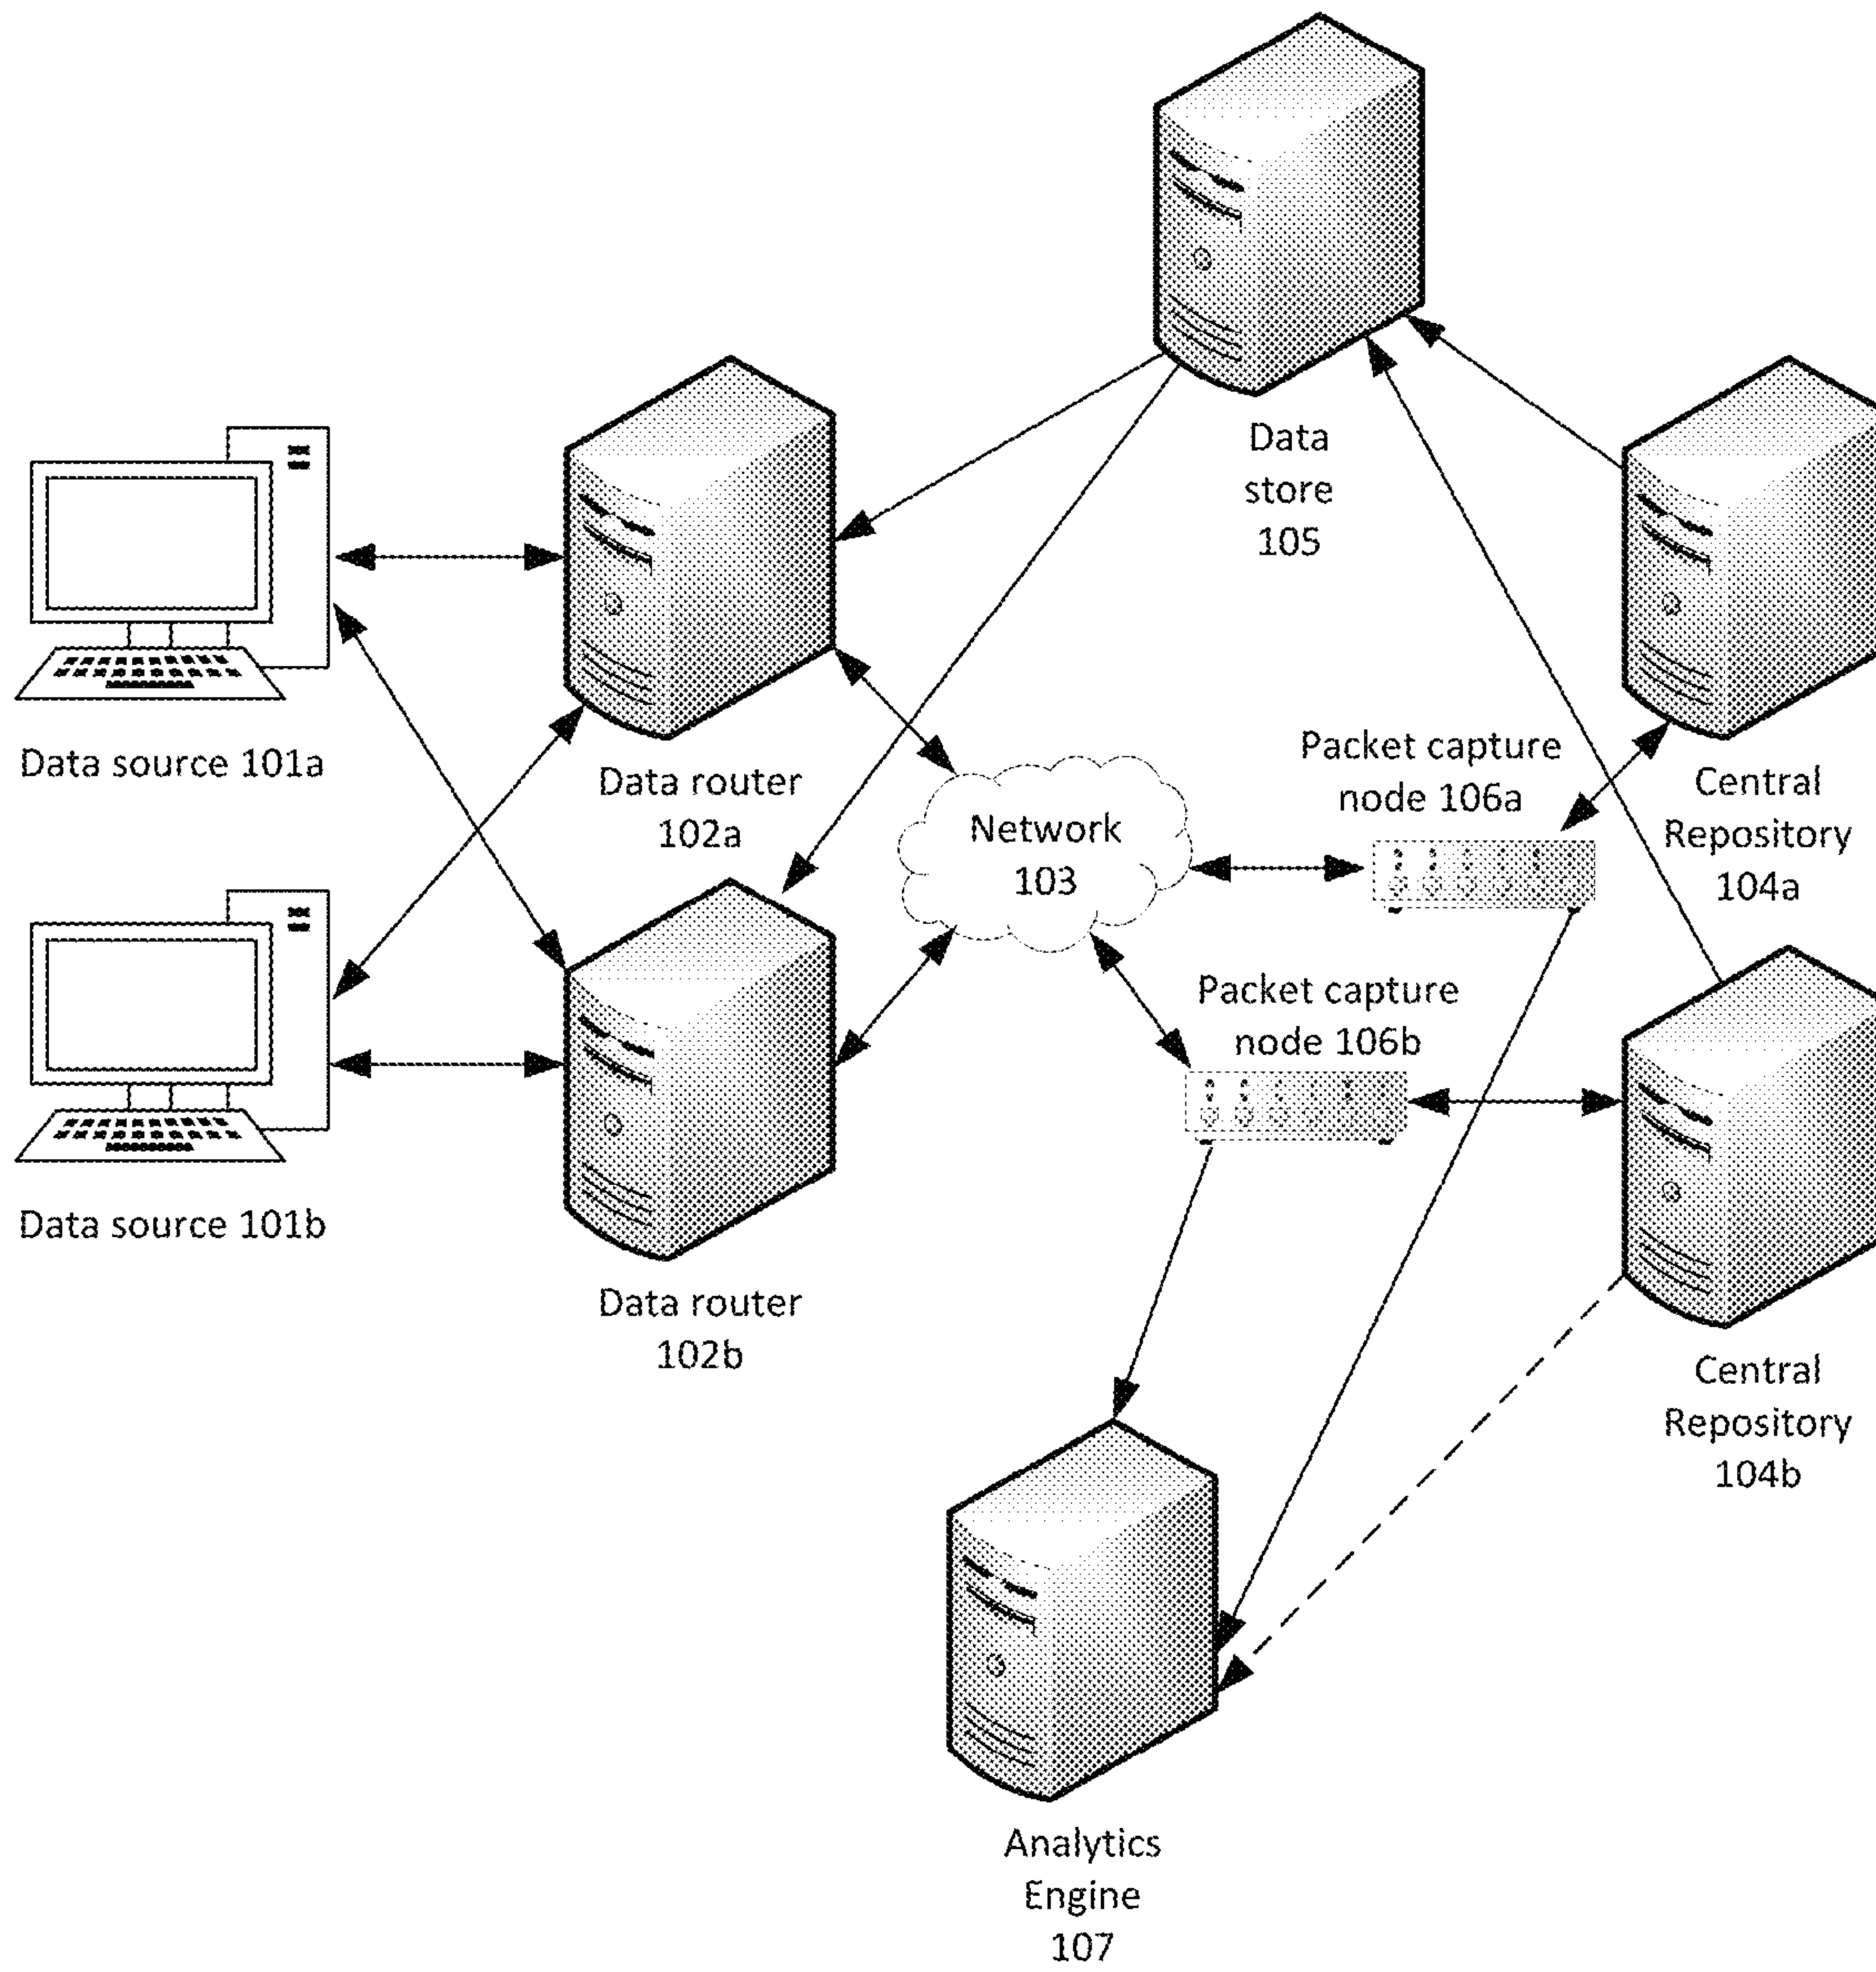 Data
store
105
Data source 101a
Data router
102a
Network
103
Packet capture
node 106a
Central
Repository
104a
Packet capture
node 106b
Data source 101b
Data router
102b
Central
Repository
104b
Analytics
Engine
107